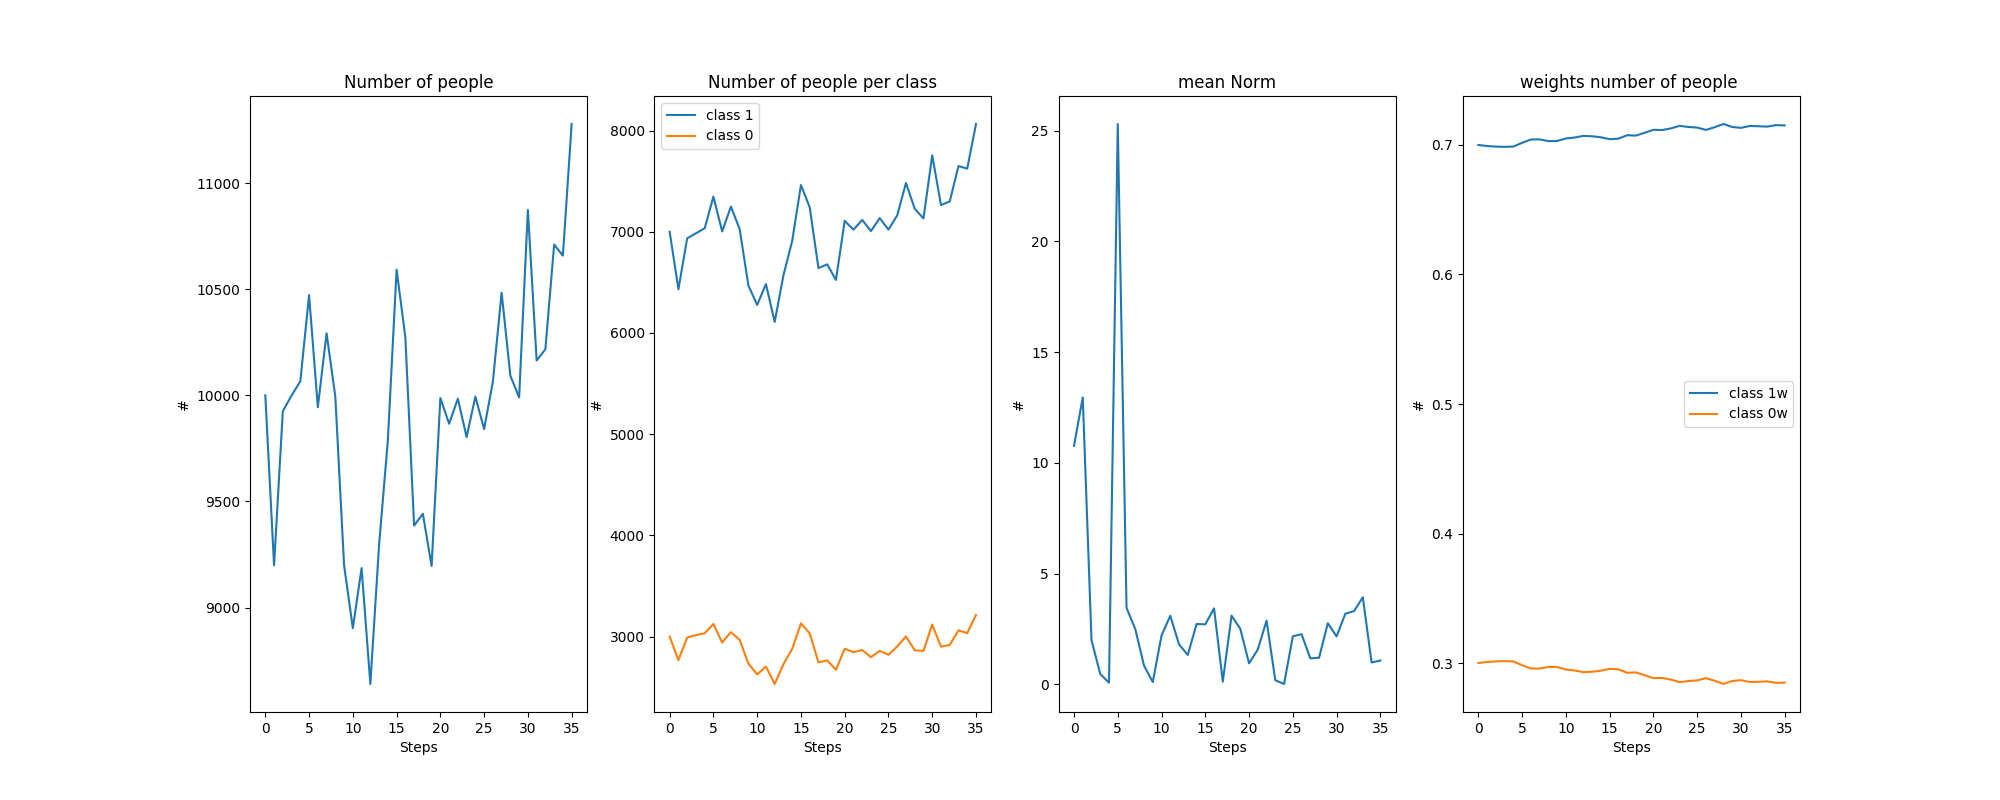 Number of people
11000
10500
10000
9500
9000
#
0 5 10 15 20 25 30 35
Steps
Number of people per class
class 1
class 0
8000
7000
6000
5000
4000
3000
#
0 5 10 15 20 25 30 35
Steps
mean Norm
25
20
15
10
5
0
#
0 5 10 15 20 25 30 35
Steps
weights number of people
0.7
0.6
0.5
0.4
0.3
#
class 1w
class 0w
0 5 10 15 20 25 30 35
Steps